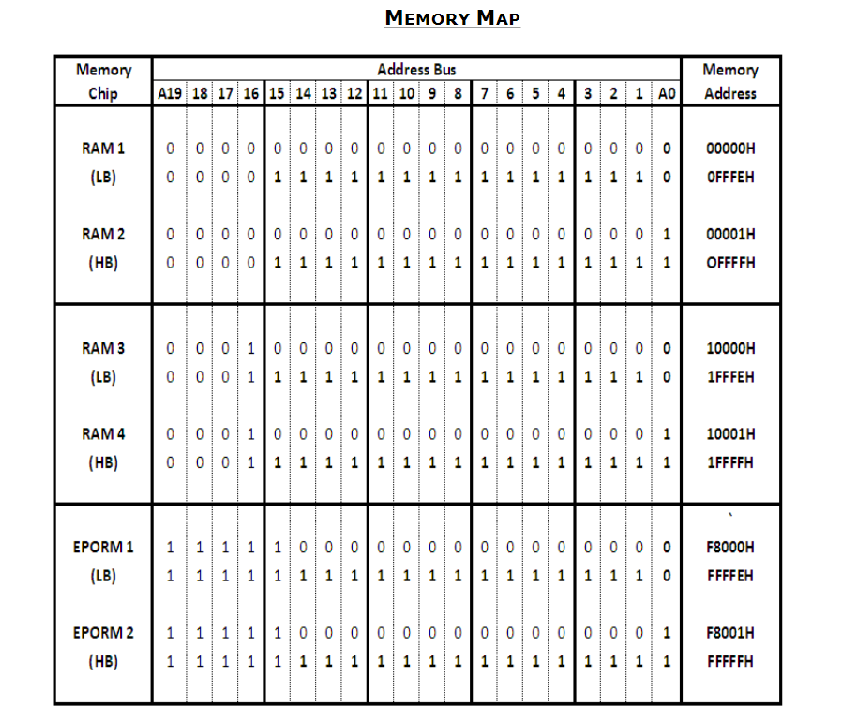 MEMORY MAP
Memory Address Bus Memory
Chip A19 18 17 16 15 14 13 12 11 10 9 8 7 6 5 4 3 2 1 A0 Address
RAM 1 0 0 0 0 0 0 0 0 0 0 0 0 0 0 0 0 0 0 0 0 00000H
(LB) 0 0 0 0 1 1 1 1 1 1 1 1 1 1 1 1 1 1 1 0 0FFFEH
RAM 2 0 0 0 0 0 0 0 0 0 0 0 0 0 0 0 0 0 0 0 1 00001H
(HB) 0 0 0 0 1 1 1 1 1 1 1 1 1 1 1 1 1 1 1 1 OFFFFH
RAM 3 0 0 0 1 0 0 0 0 0 0 0 0 0 0 0 0 0 0 0 0 10000H
(LB) 0 0 0 1 1 1 1 1 1 1 1 1 1 1 1 1 1 1 1 0 1FFFEH
RAM 4 0 0 0 1 0 0 0 0 0 0 0 0 0 0 0 0 0 0 0 1 10001H
(HB) 0 0 0 1 1 1 1 1 1 1 1 1 1 1 1 1 1 1 1 1 1FFFFH
EPORM 1 1 1 1 1 1 0 0 0 0 0 0 0 0 0 0 0 0 0 0 0 F8000H
(LB) 1 1 1 1 1 1 1 1 1 1 1 1 1 1 1 1 1 1 1 0 FFFFEH
EPORM 2 1 1 1 1 1 0 0 0 0 0 0 0 0 0 0 0 0 0 0 1 F8001H
(HB) 1 1 1 1 1 1 1 1 1 1 1 1 1 1 1 1 1 1 1 1 FFFFFH